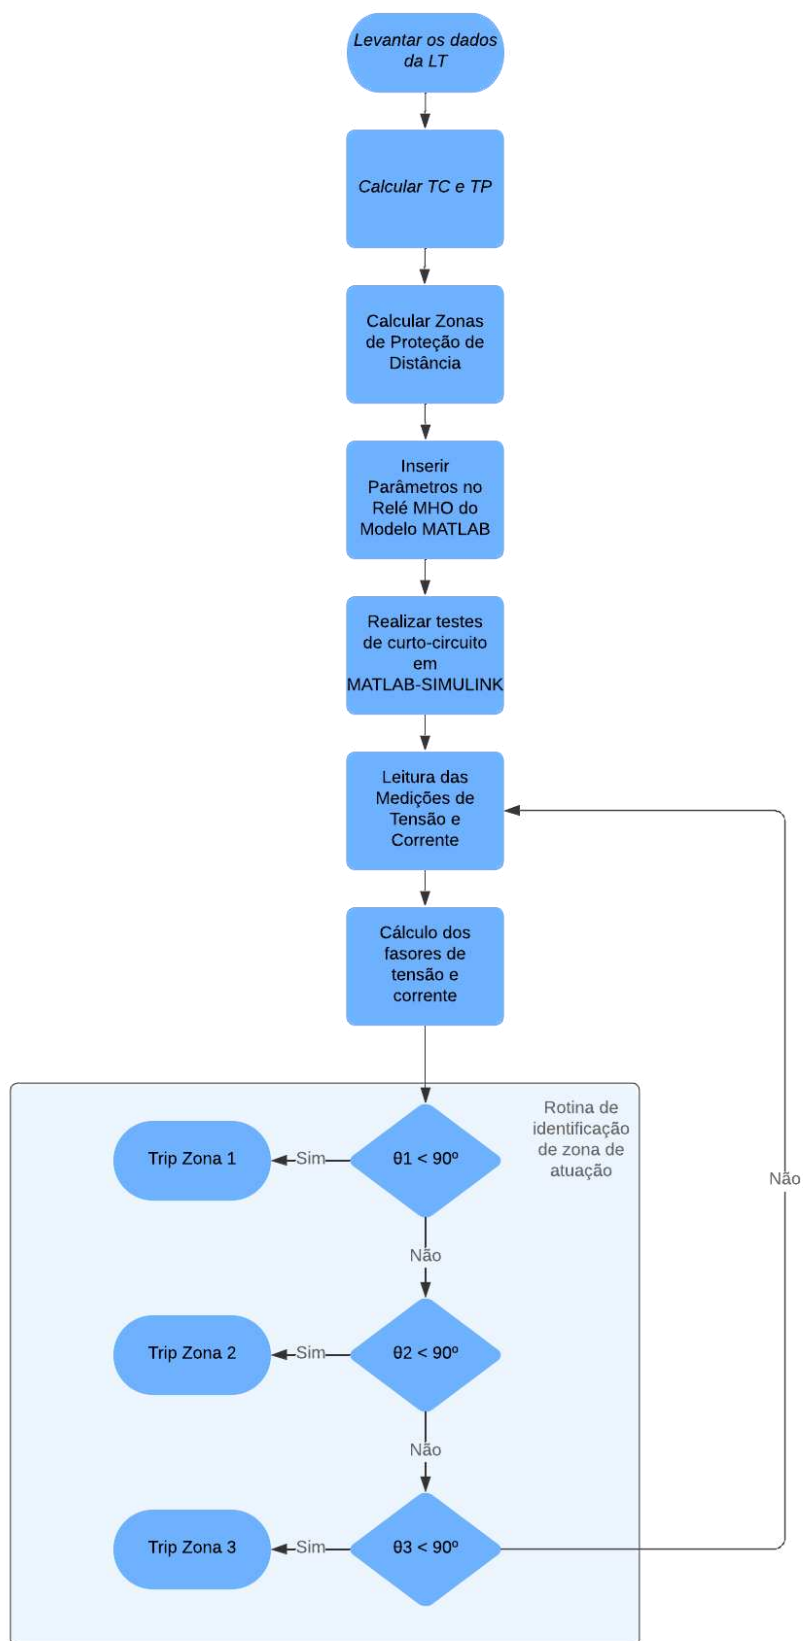 Levantar os dados
da LT
Calcular TC e TP
Calcular Zonas
de Proteção de
Distância
Inserir
Parâmetros no
Relé MHO do
Modelo MATLAB
Realizar testes
de curto-circuito
em
MATLAB-SIMULINK
Leitura das
Medições de
Tensão e
Corrente
Cálculo dos
fasores de
tensão e
corrente
Rotina de
identificação
de zona de
atuação
θ1 < 90º
Sim
Trip Zona 1
Não
θ2 < 90º
Sim
Trip Zona 2
Não
θ3 < 90º
Sim
Trip Zona 3
Não